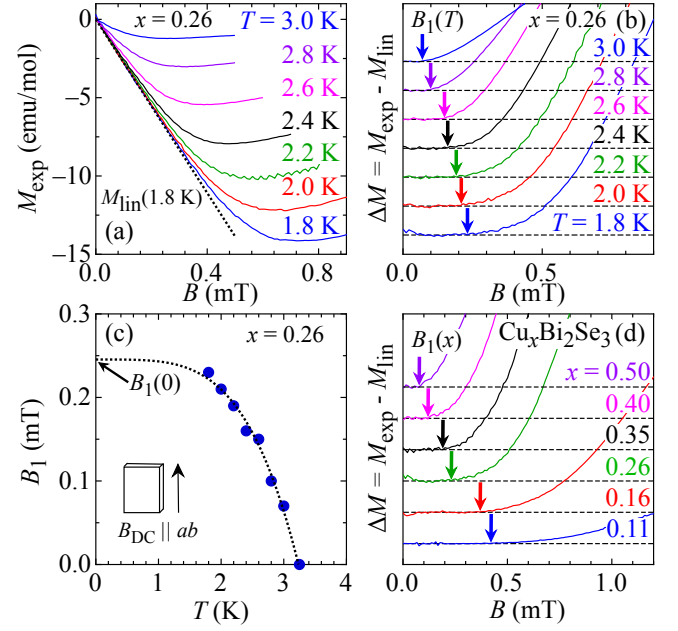 x = 0.26
T = 3.0 K
2.8 K
2.6 K
2.4 K
2.2 K
2.0 K
1.8 K
M_lin(1.8 K)
(a)
0
−5
−10
−15
M_exp (emu/mol)
0.0 0.4 0.8
B (mT)
B₁(T) x = 0.26 (b)
3.0 K
2.8 K
2.6 K
2.4 K
2.2 K
2.0 K
T = 1.8 K
ΔM = M_exp - M_lin
0.0 0.5
B (mT)
(c) x = 0.26
B₁(0)
B_DC || ab
0.3
0.2
0.1
0.0
B₁ (mT)
0 1 2 3 4
T (K)
B₁(x) CuₓBi₂Se₃ (d)
x = 0.50
0.40
0.35
0.26
0.16
0.11
ΔM = M_exp - M_lin
0.0 0.5 1.0
B (mT)